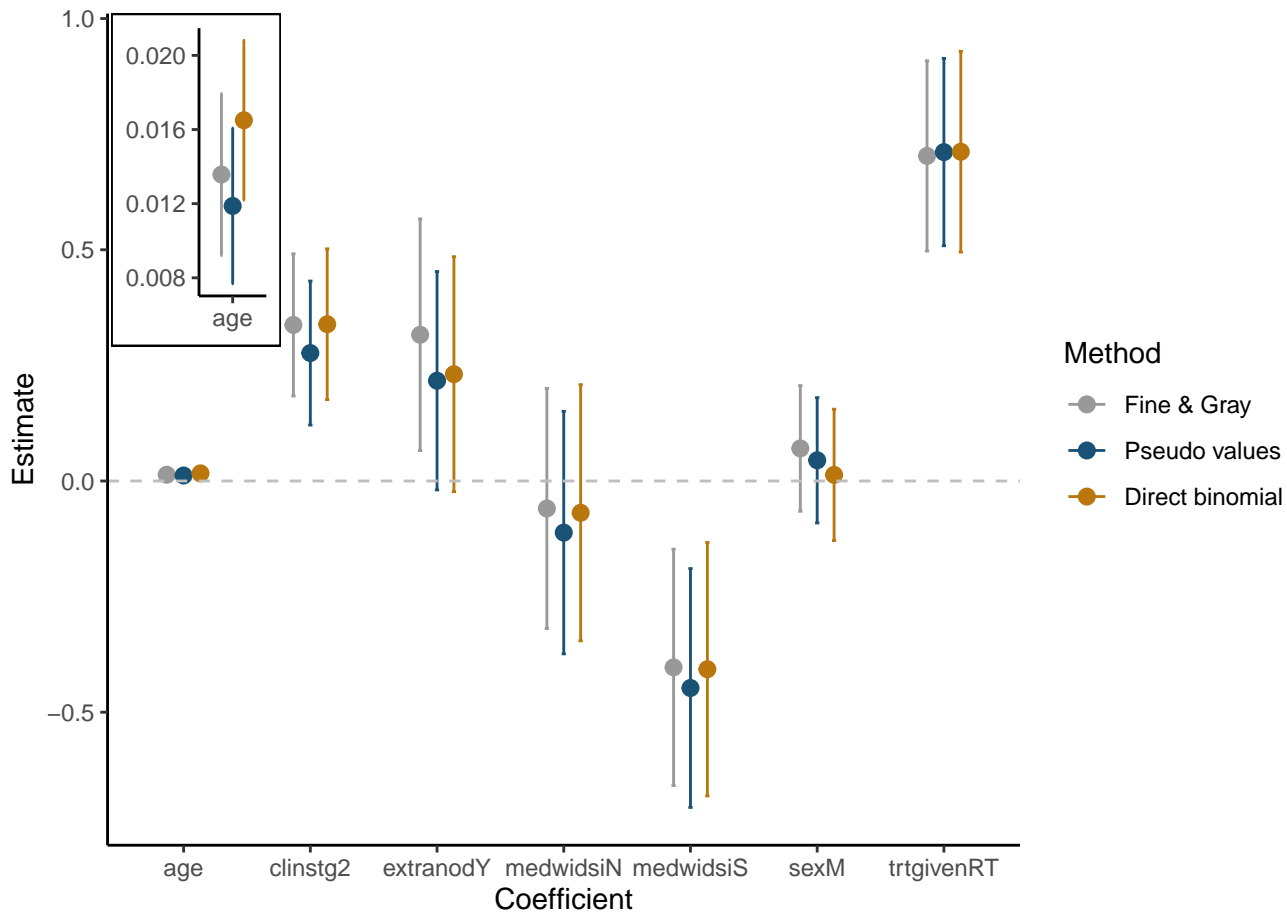 1.0
0.5
0.0
−0.5
Estimate
0.020
0.016
0.012
0.008
age
age
clinstg2
extranodY
medwidsiN
medwidsiS
sexM
trtgivenRT
Coefficient
Method
Fine & Gray
Pseudo values
Direct binomial